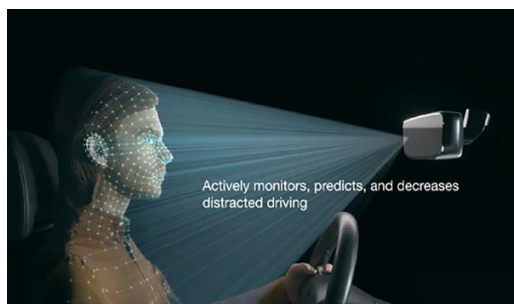 Actively monitors, predicts, and decreases
distracted driving